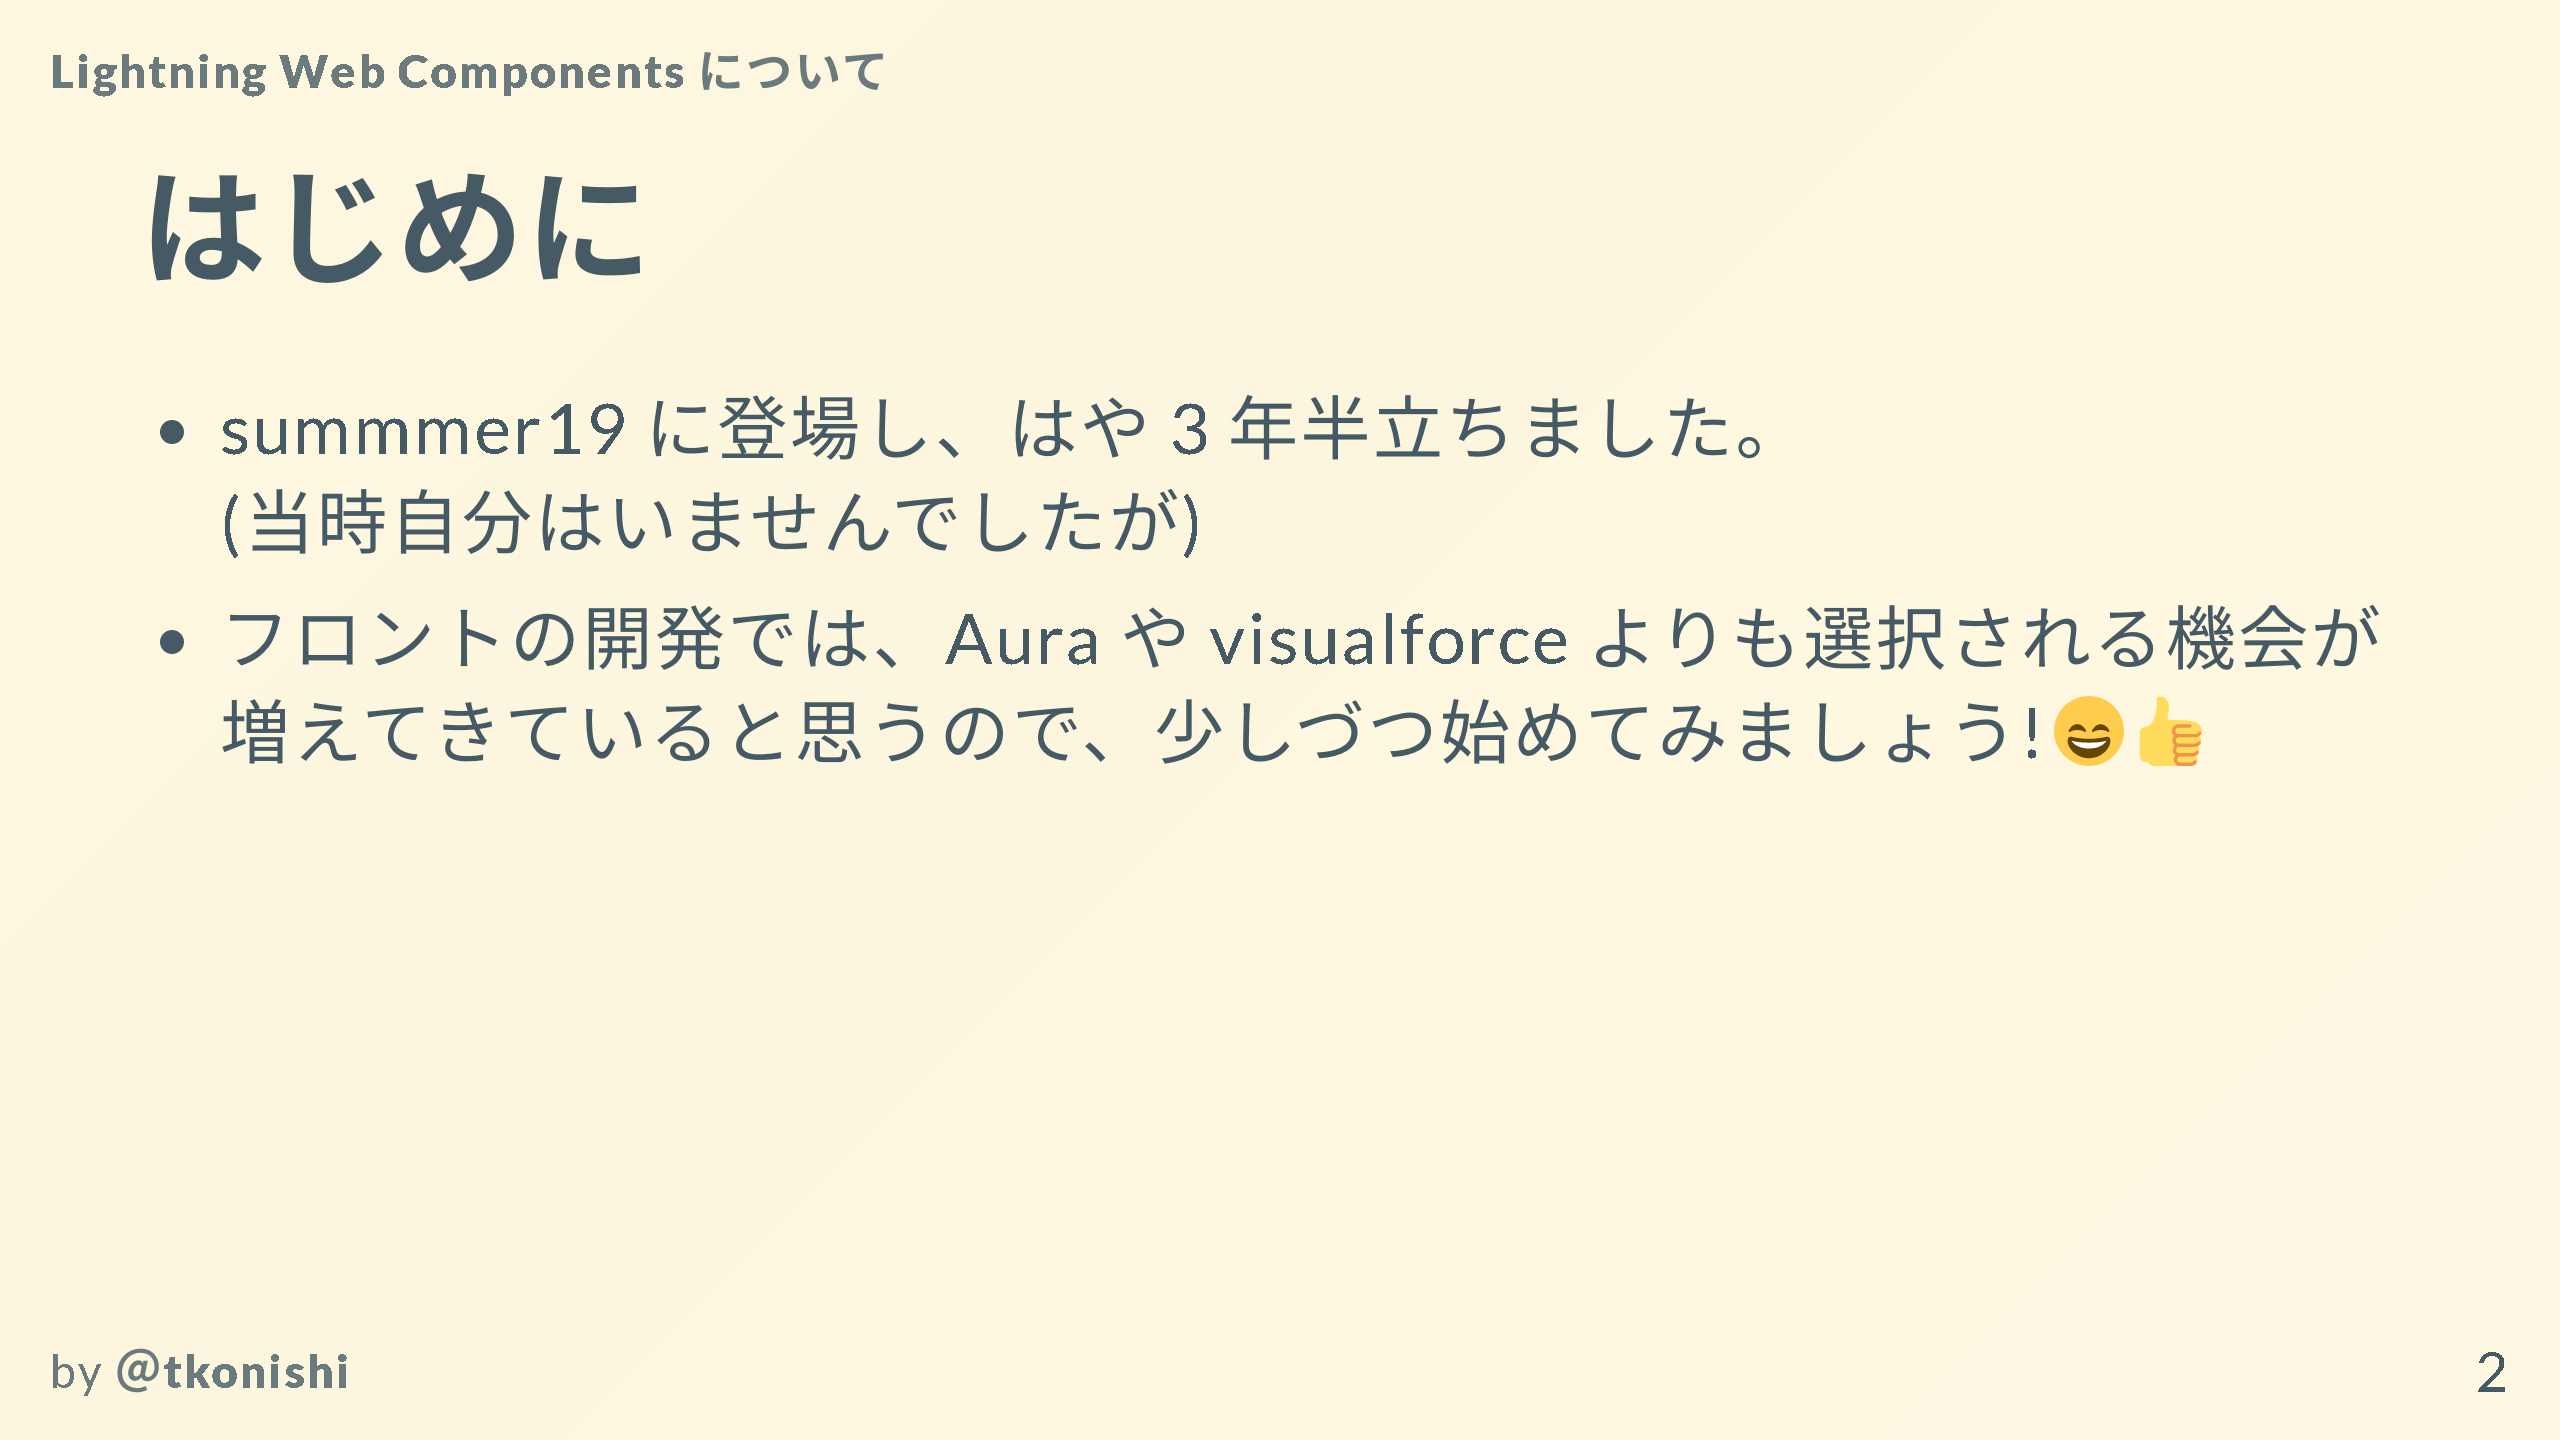 Lightning Web Components について
はじめに
• summmer19 に登場し、はや 3 年半立ちました。
(当時自分はいませんでしたが)
• フロントの開発では、Aura や visualforce よりも選択される機会が
増えてきていると思うので、少しづつ始めてみましょう!😄👍
by @tkonishi
2